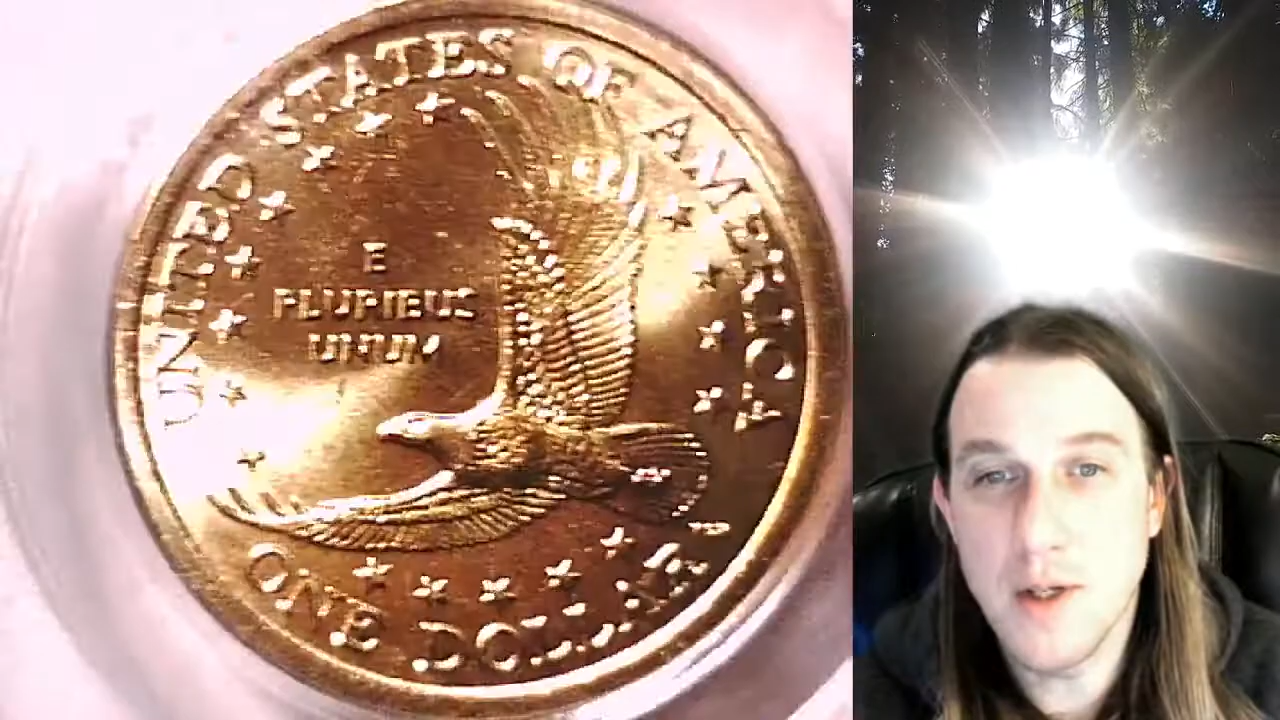 UNITED STATES OF AMERICA
E
PLURIBUS
UNUM
ONE DOLLAR